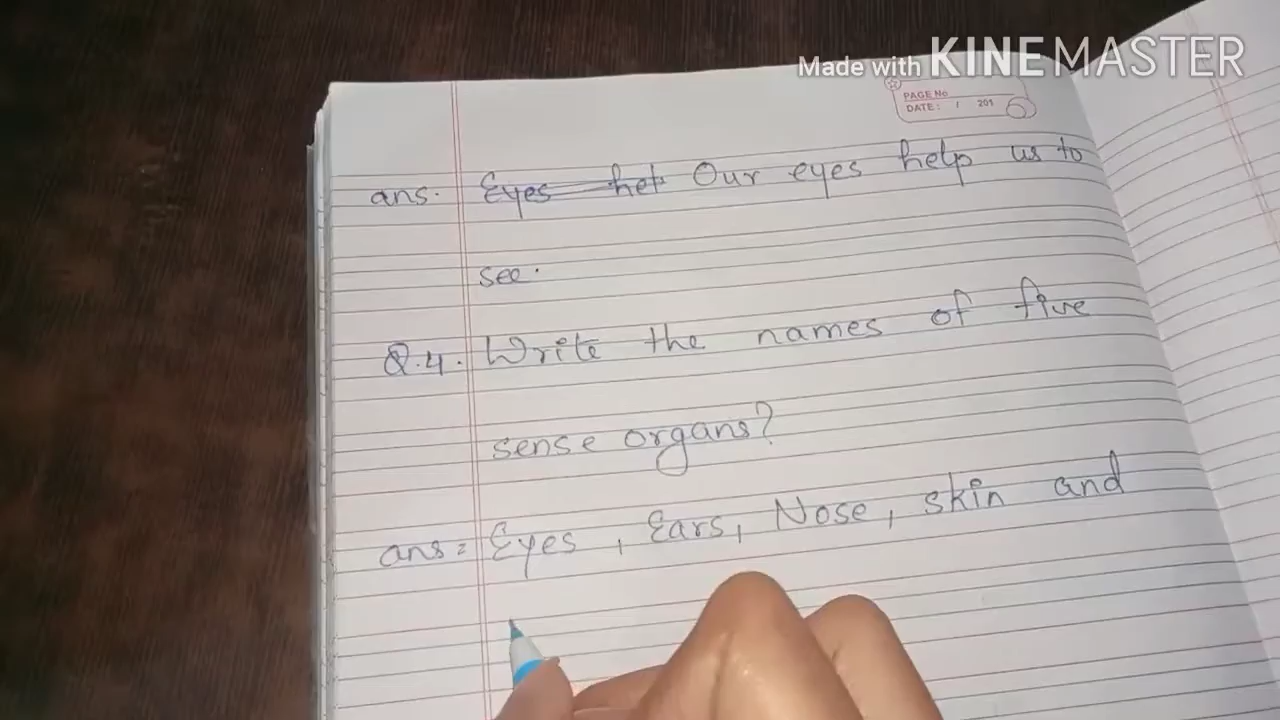 Made with KINEMASTER
PAGE No
DATE: / 201
ans. Eyes hel Our eyes help us to
see.
Q.4. Write the names of five
sense organs?
ans = Eyes, Ears, Nose, skin and